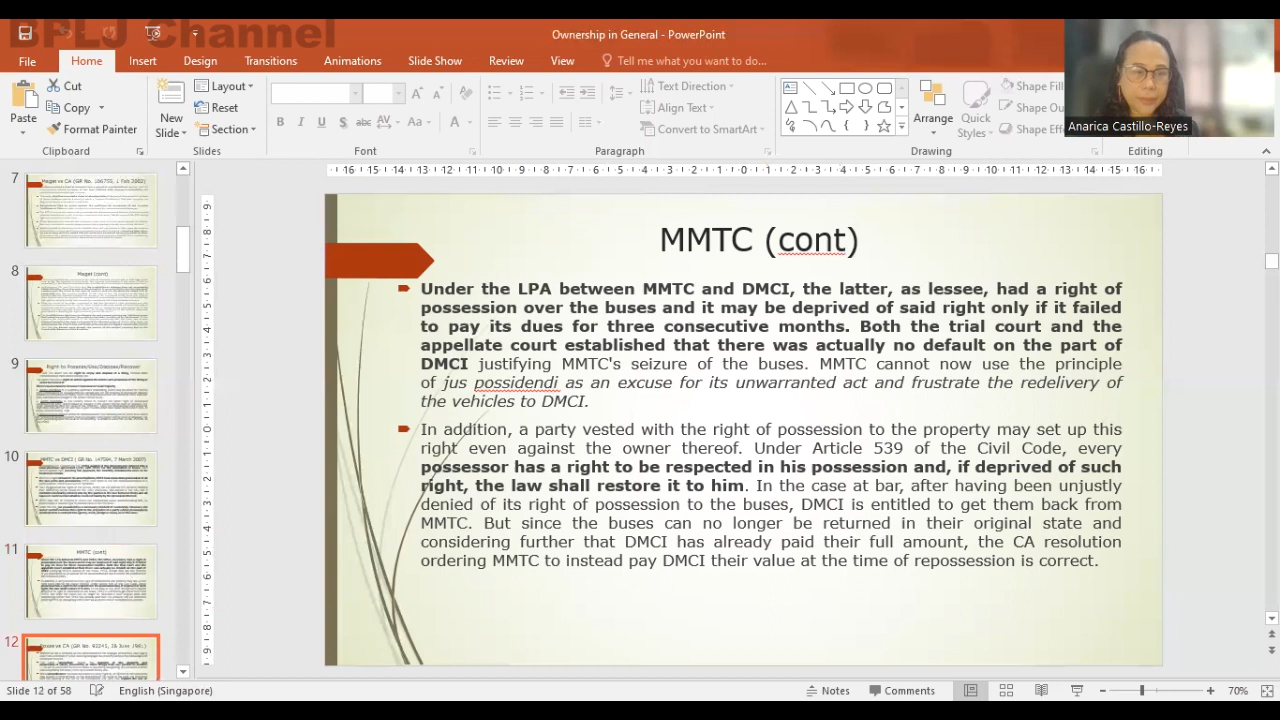 BPLJ Channel
Ownership in General - PowerPoint
File
Home
Insert
Design
Transitions
Animations
Slide Show
Review
View
Tell me what you want to do...
Paste
Cut
Copy
Format Painter
Clipboard
New
Slide
Layout
Reset
Section
Slides
Font
Text Direction
Align Text
Convert to SmartArt
Paragraph
Arrange
Quick
Styles
Shape Fill
Shape Ou
Shape Effe
Drawing
Editing
Anarica Castillo-Reyes
7
8
9
10
11
12
MMTC (cont)
Under the LPA between MMTC and DMCI, the latter, as lessee, had a right of
possession over the buses and it may be deprived of said right only if it failed
to pay its dues for three consecutive months. Both the trial court and the
appellate court established that there was actually no default on the part of
DMCI justifying MMTC's seizure of the buses. MMTC cannot now use the principle
of jus possidendi as an excuse for its unwarranted act and frustrate the redelivery of
the vehicles to DMCI.
In addition, a party vested with the right of possession to the property may set up this
right even against the owner thereof. Under Article 539 of the Civil Code, every
possessor has a right to be respected in his possession and, if deprived of such
right, the law shall restore it to him. In the case at bar, after having been unjustly
denied of its right of possession to the buses, DMCI is entitled to get them back from
MMTC. But since the buses can no longer be returned in their original state and
considering further that DMCI has already paid their full amount, the CA resolution
ordering MMTC to instead pay DMCI their value at the time of repossession is correct.
Slide 12 of 58
English (Singapore)
Notes
Comments
70%